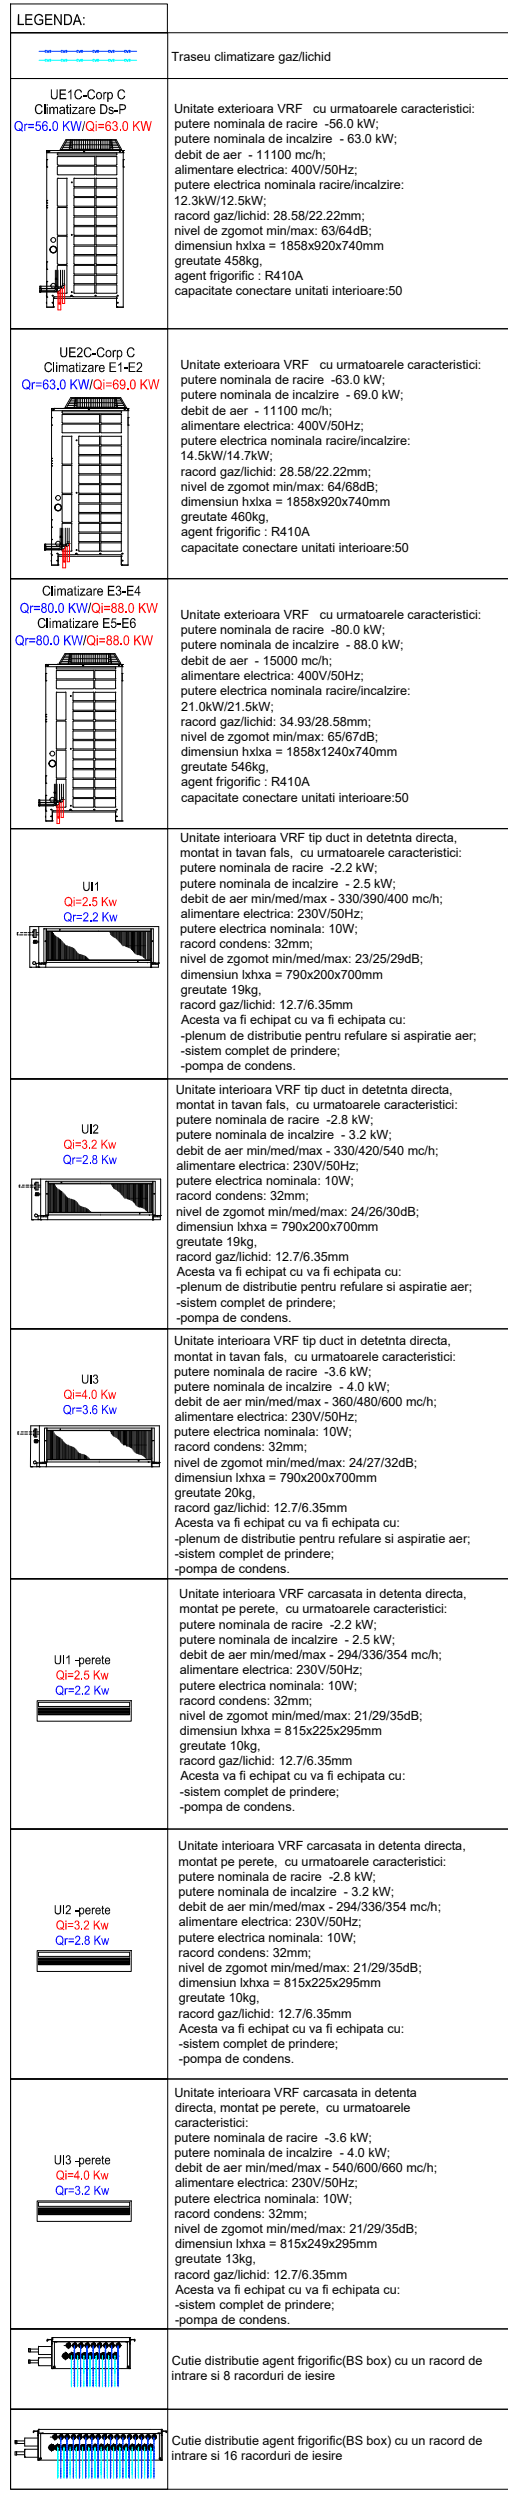 LEGENDA:
Traseu climatizare gaz/lichid
UE1C-Corp C
Climatizare Ds-P
Qr=56.0 KW/Qi=63.0 KW
Unitate exterioara VRF cu urmatoarele caracteristici:
putere nominala de racire -56.0 kW;
putere nominala de incalzire - 63.0 kW;
debit de aer - 11100 mc/h;
alimentare electrica: 400V/50Hz;
putere electrica nominala racire/incalzire:
12.3kW/12.5kW;
racord gaz/lichid: 28.58/22.22mm;
nivel de zgomot min/max: 63/64dB;
dimensiun hxlxa = 1858x920x740mm
greutate 458kg,
agent frigorific : R410A
capacitate conectare unitati interioare:50
UE2C-Corp C
Climatizare E1-E2
Qr=63.0 KW/Qi=69.0 KW
Unitate exterioara VRF cu urmatoarele caracteristici:
putere nominala de racire -63.0 kW;
putere nominala de incalzire - 69.0 kW;
debit de aer - 11100 mc/h;
alimentare electrica: 400V/50Hz;
putere electrica nominala racire/incalzire:
14.5kW/14.7kW;
racord gaz/lichid: 28.58/22.22mm;
nivel de zgomot min/max: 64/68dB;
dimensiun hxlxa = 1858x920x740mm
greutate 460kg,
agent frigorific : R410A
capacitate conectare unitati interioare:50
Climatizare E3-E4
Qr=80.0 KW/Qi=88.0 KW
Climatizare E5-E6
Qr=80.0 KW/Qi=88.0 KW
Unitate exterioara VRF cu urmatoarele caracteristici:
putere nominala de racire -80.0 kW;
putere nominala de incalzire - 88.0 kW;
debit de aer - 15000 mc/h;
alimentare electrica: 400V/50Hz;
putere electrica nominala racire/incalzire:
21.0kW/21.5kW;
racord gaz/lichid: 34.93/28.58mm;
nivel de zgomot min/max: 65/67dB;
dimensiun hxlxa = 1858x1240x740mm
greutate 546kg,
agent frigorific : R410A
capacitate conectare unitati interioare:50
UI1
Qi=2.5 Kw
Qr=2.2 Kw
Unitate interioara VRF tip duct in detetnta directa,
montat in tavan fals, cu urmatoarele caracteristici:
putere nominala de racire -2.2 kW;
putere nominala de incalzire - 2.5 kW;
debit de aer min/med/max - 330/390/400 mc/h;
alimentare electrica: 230V/50Hz;
putere electrica nominala: 10W;
racord condens: 32mm;
nivel de zgomot min/med/max: 23/25/29dB;
dimensiun lxhxa = 790x200x700mm
greutate 19kg,
racord gaz/lichid: 12.7/6.35mm
Acesta va fi echipat cu va fi echipata cu:
-plenum de distributie pentru refulare si aspiratie aer;
-sistem complet de prindere;
-pompa de condens.
UI2
Qi=3.2 Kw
Qr=2.8 Kw
Unitate interioara VRF tip duct in detetnta directa,
montat in tavan fals, cu urmatoarele caracteristici:
putere nominala de racire -2.8 kW;
putere nominala de incalzire - 3.2 kW;
debit de aer min/med/max - 330/420/540 mc/h;
alimentare electrica: 230V/50Hz;
putere electrica nominala: 10W;
racord condens: 32mm;
nivel de zgomot min/med/max: 24/26/30dB;
dimensiun lxhxa = 790x200x700mm
greutate 19kg,
racord gaz/lichid: 12.7/6.35mm
Acesta va fi echipat cu va fi echipata cu:
-plenum de distributie pentru refulare si aspiratie aer;
-sistem complet de prindere;
-pompa de condens.
UI3
Qi=4.0 Kw
Qr=3.6 Kw
Unitate interioara VRF tip duct in detetnta directa,
montat in tavan fals, cu urmatoarele caracteristici:
putere nominala de racire -3.6 kW;
putere nominala de incalzire - 4.0 kW;
debit de aer min/med/max - 360/480/600 mc/h;
alimentare electrica: 230V/50Hz;
putere electrica nominala: 10W;
racord condens: 32mm;
nivel de zgomot min/med/max: 24/27/32dB;
dimensiun lxhxa = 790x200x700mm
greutate 20kg,
racord gaz/lichid: 12.7/6.35mm
Acesta va fi echipat cu va fi echipata cu:
-plenum de distributie pentru refulare si aspiratie aer;
-sistem complet de prindere;
-pompa de condens.
UI1 -perete
Qi=2.5 Kw
Qr=2.2 Kw
Unitate interioara VRF carcasata in detenta directa,
montat pe perete, cu urmatoarele caracteristici:
putere nominala de racire -2.2 kW;
putere nominala de incalzire - 2.5 kW;
debit de aer min/med/max - 294/336/354 mc/h;
alimentare electrica: 230V/50Hz;
putere electrica nominala: 10W;
racord condens: 32mm;
nivel de zgomot min/med/max: 21/29/35dB;
dimensiun lxhxa = 815x225x295mm
greutate 10kg,
racord gaz/lichid: 12.7/6.35mm
Acesta va fi echipat cu va fi echipata cu:
-sistem complet de prindere;
-pompa de condens.
UI2 -perete
Qi=3.2 Kw
Qr=2.8 Kw
Unitate interioara VRF carcasata in detenta directa,
montat pe perete, cu urmatoarele caracteristici:
putere nominala de racire -2.8 kW;
putere nominala de incalzire - 3.2 kW;
debit de aer min/med/max - 294/336/354 mc/h;
alimentare electrica: 230V/50Hz;
putere electrica nominala: 10W;
racord condens: 32mm;
nivel de zgomot min/med/max: 21/29/35dB;
dimensiun lxhxa = 815x225x295mm
greutate 10kg,
racord gaz/lichid: 12.7/6.35mm
Acesta va fi echipat cu va fi echipata cu:
-sistem complet de prindere;
-pompa de condens.
UI3 -perete
Qi=4.0 Kw
Qr=3.2 Kw
Unitate interioara VRF carcasata in detenta
directa, montat pe perete, cu urmatoarele
caracteristici:
putere nominala de racire -3.6 kW;
putere nominala de incalzire - 4.0 kW;
debit de aer min/med/max - 540/600/660 mc/h;
alimentare electrica: 230V/50Hz;
putere electrica nominala: 10W;
racord condens: 32mm;
nivel de zgomot min/med/max: 21/29/35dB;
dimensiun lxhxa = 815x249x295mm
greutate 13kg,
racord gaz/lichid: 12.7/6.35mm
Acesta va fi echipat cu va fi echipata cu:
-sistem complet de prindere;
-pompa de condens.
Cutie distributie agent frigorific(BS box) cu un racord de
intrare si 8 racorduri de iesire
Cutie distributie agent frigorific(BS box) cu un racord de
intrare si 16 racorduri de iesire